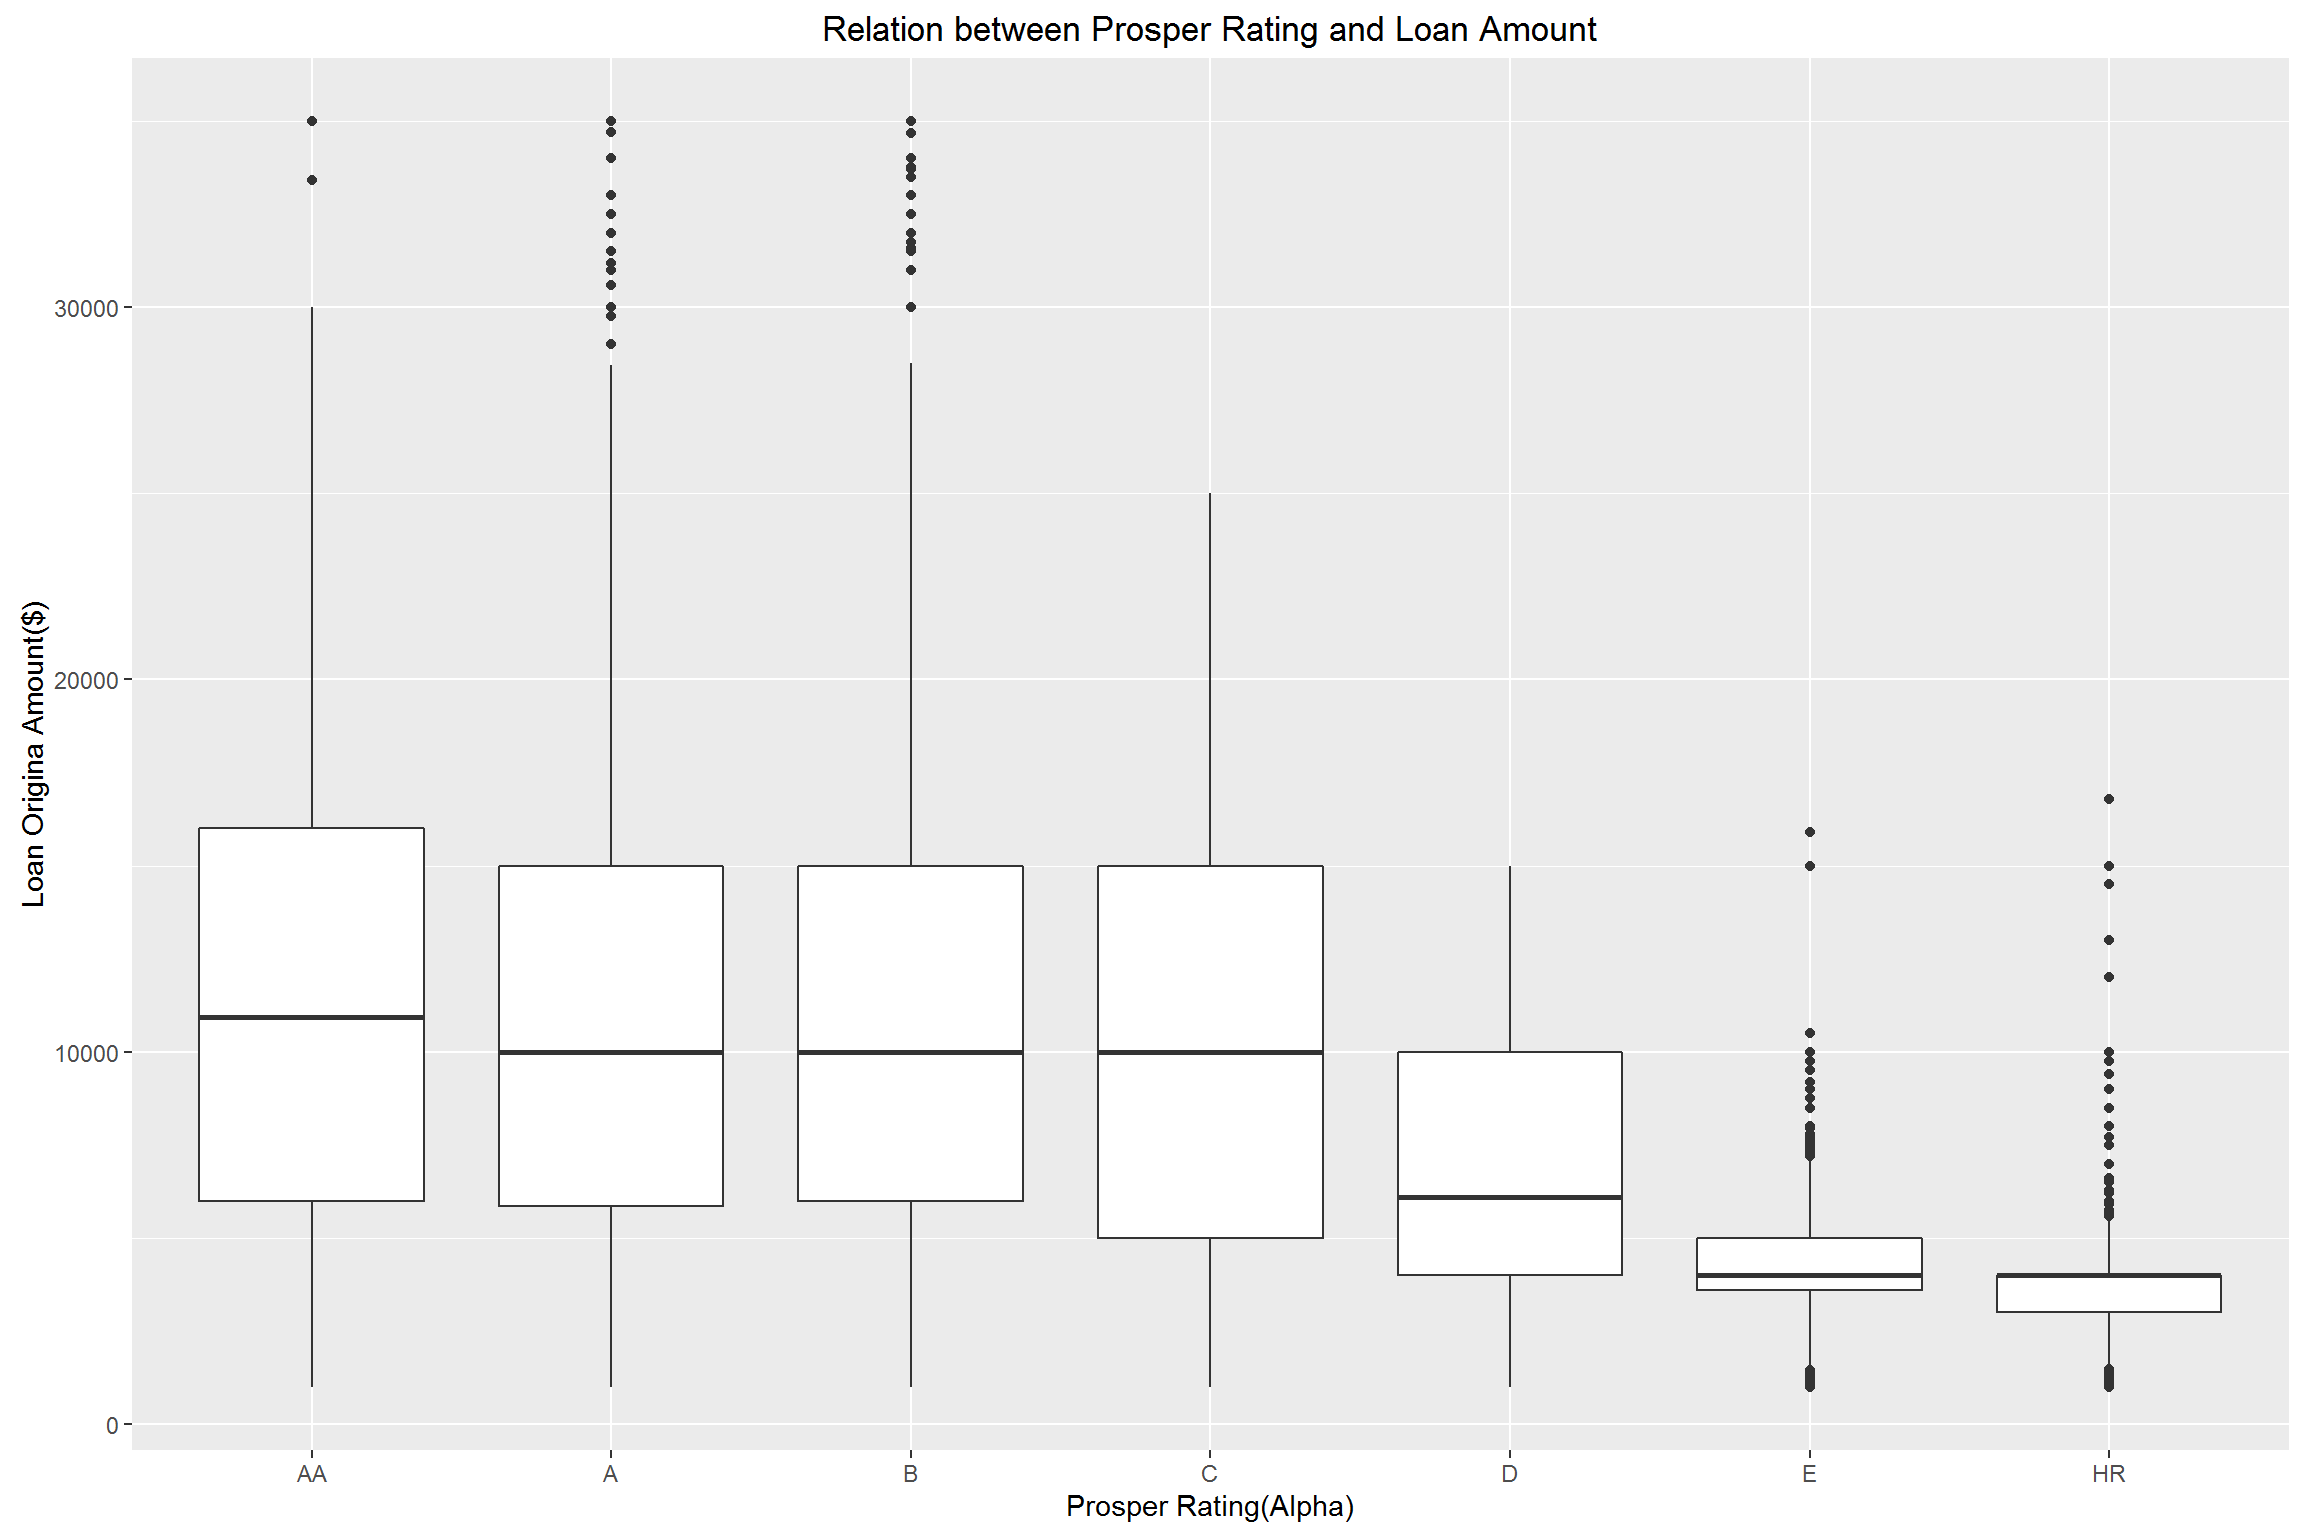 Relation between Prosper Rating and Loan Amount
Loan Origina Amount($)
30000
20000
10000
0
AA A B C D E HR
Prosper Rating(Alpha)